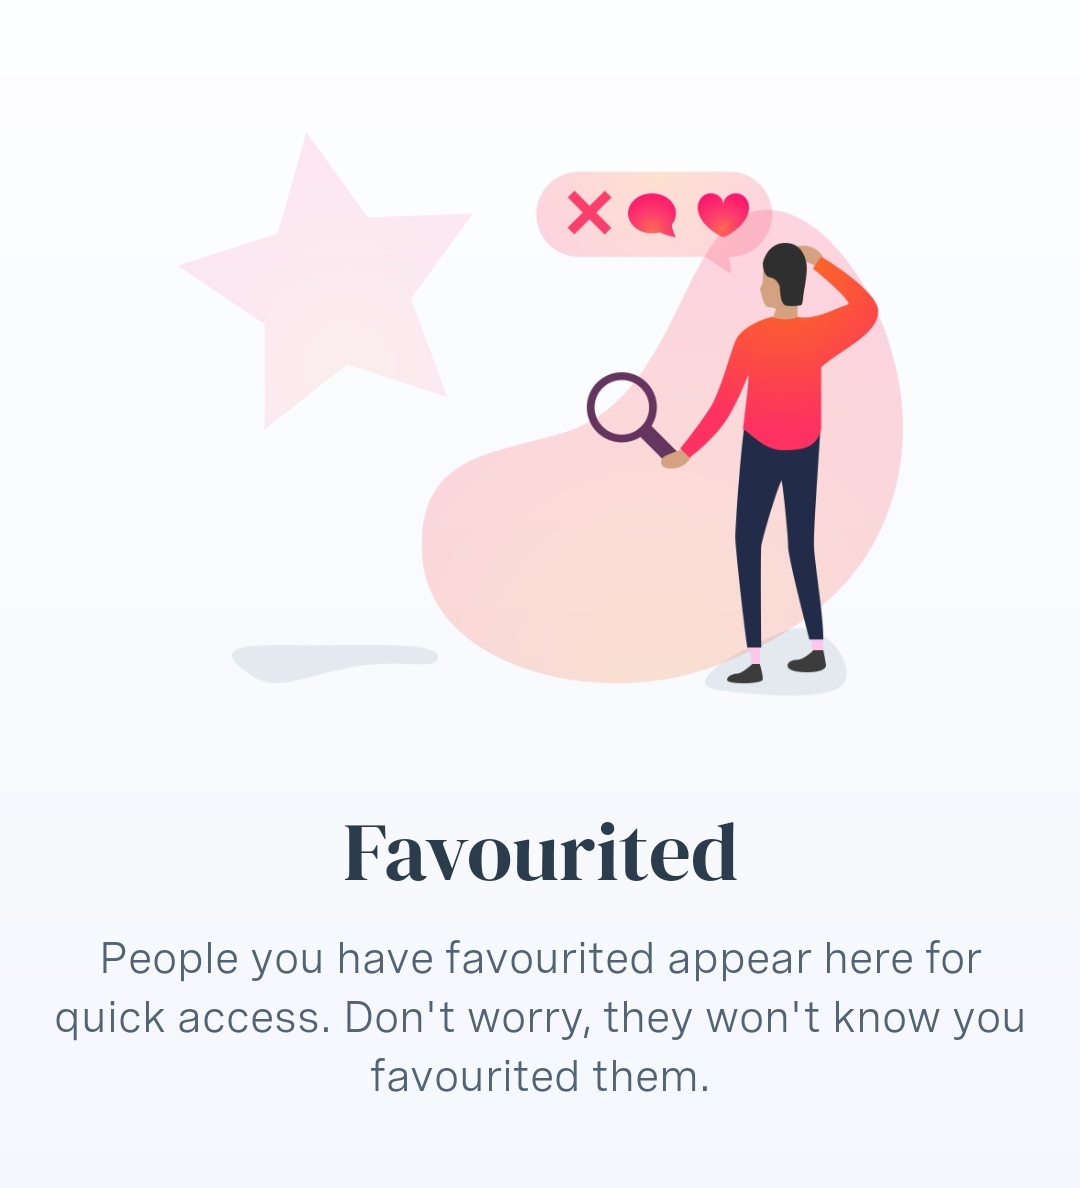 Favourited
People you have favourited appear here for
quick access. Don't worry, they won't know you
favourited them.